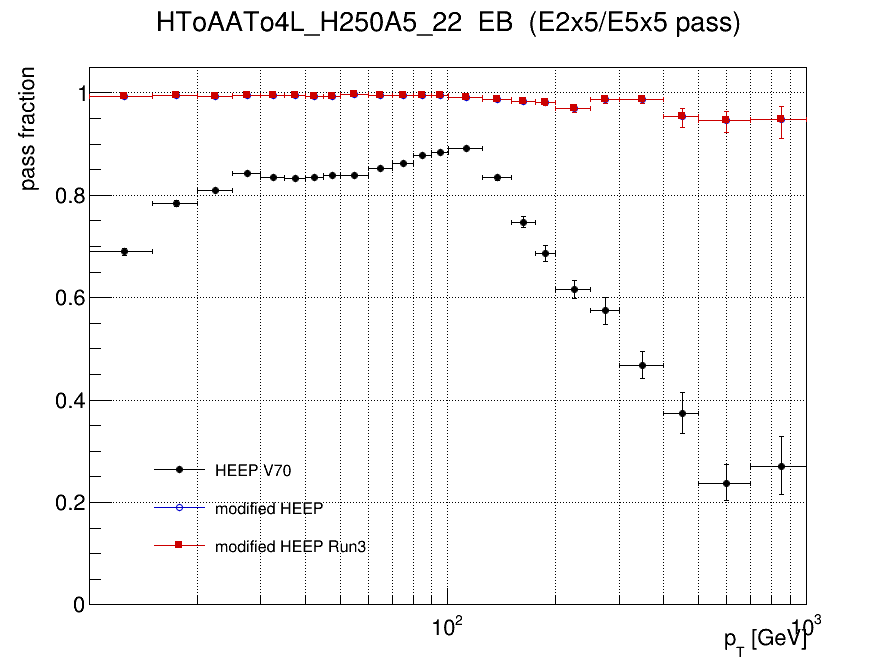 HToAATo4L_H250A5_22 EB (E2x5/E5x5 pass)
pass fraction
1
0.8
0.6
0.4
0.2
0
HEEP V70
modified HEEP
modified HEEP Run3
10²
10³
p_T [GeV]